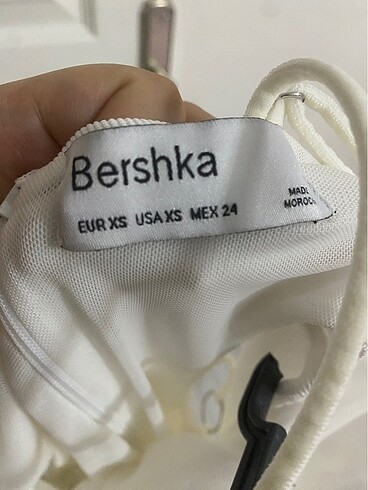 Bershka
EUR XS USA XS MEX 24
MADE
MOROCC